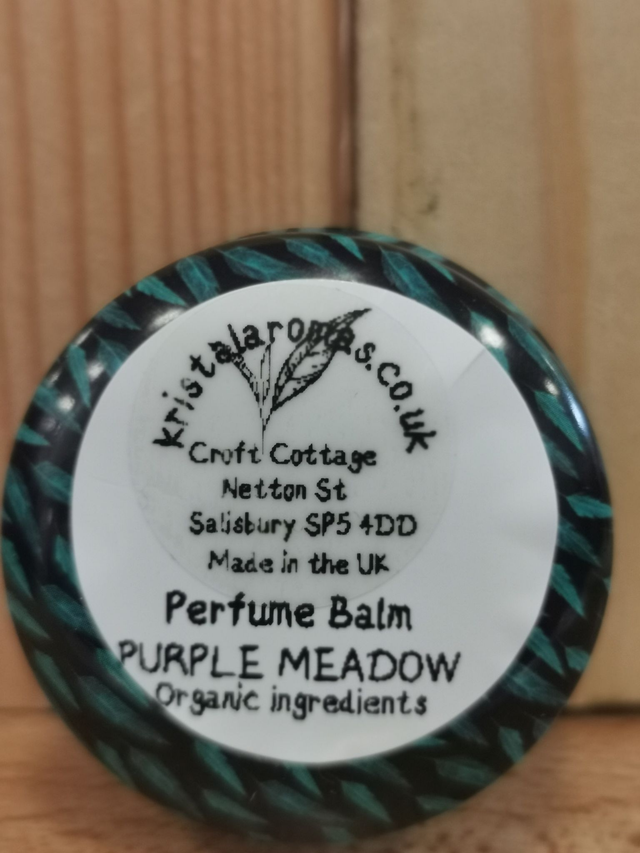 kristalaromas.co.uk
Croft Cottage
Netton St
Salisbury SP5 4DD
Made in the UK
Perfume Balm
PURPLE MEADOW
Organic ingredients